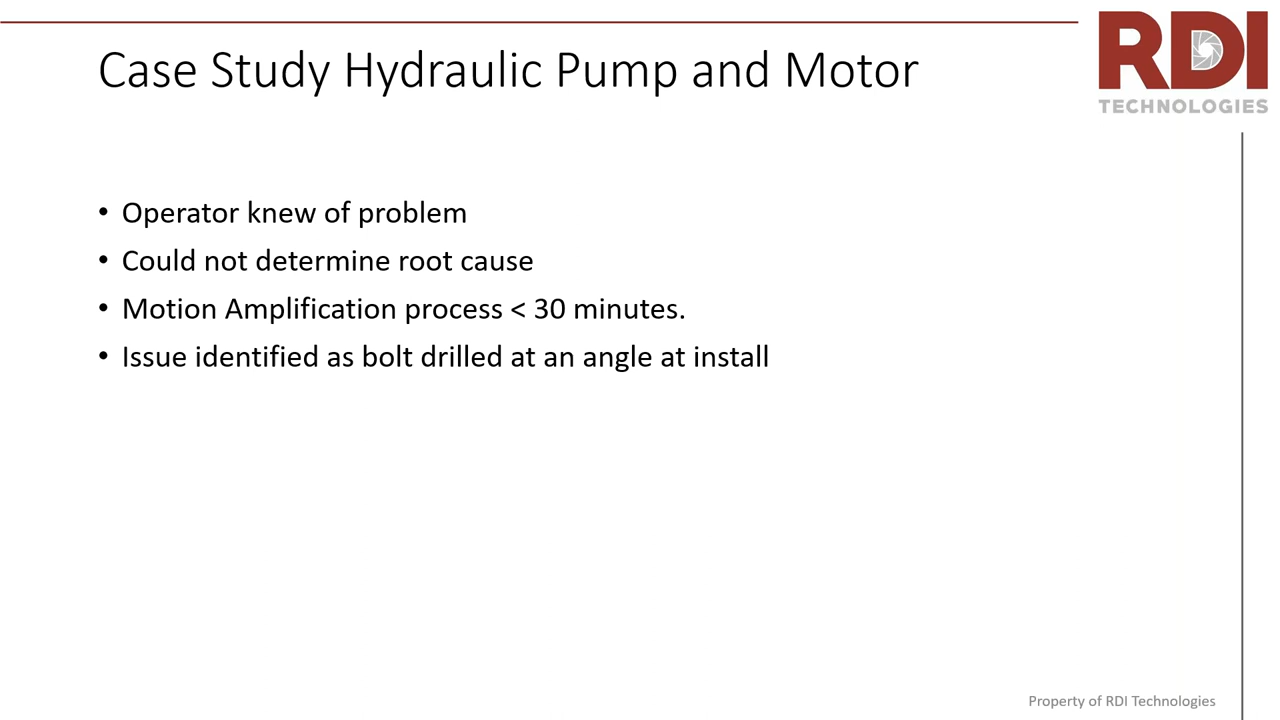 Case Study Hydraulic Pump and Motor
RDI
TECHNOLOGIES
• Operator knew of problem
• Could not determine root cause
• Motion Amplification process < 30 minutes.
• Issue identified as bolt drilled at an angle at install
Property of RDI Technologies